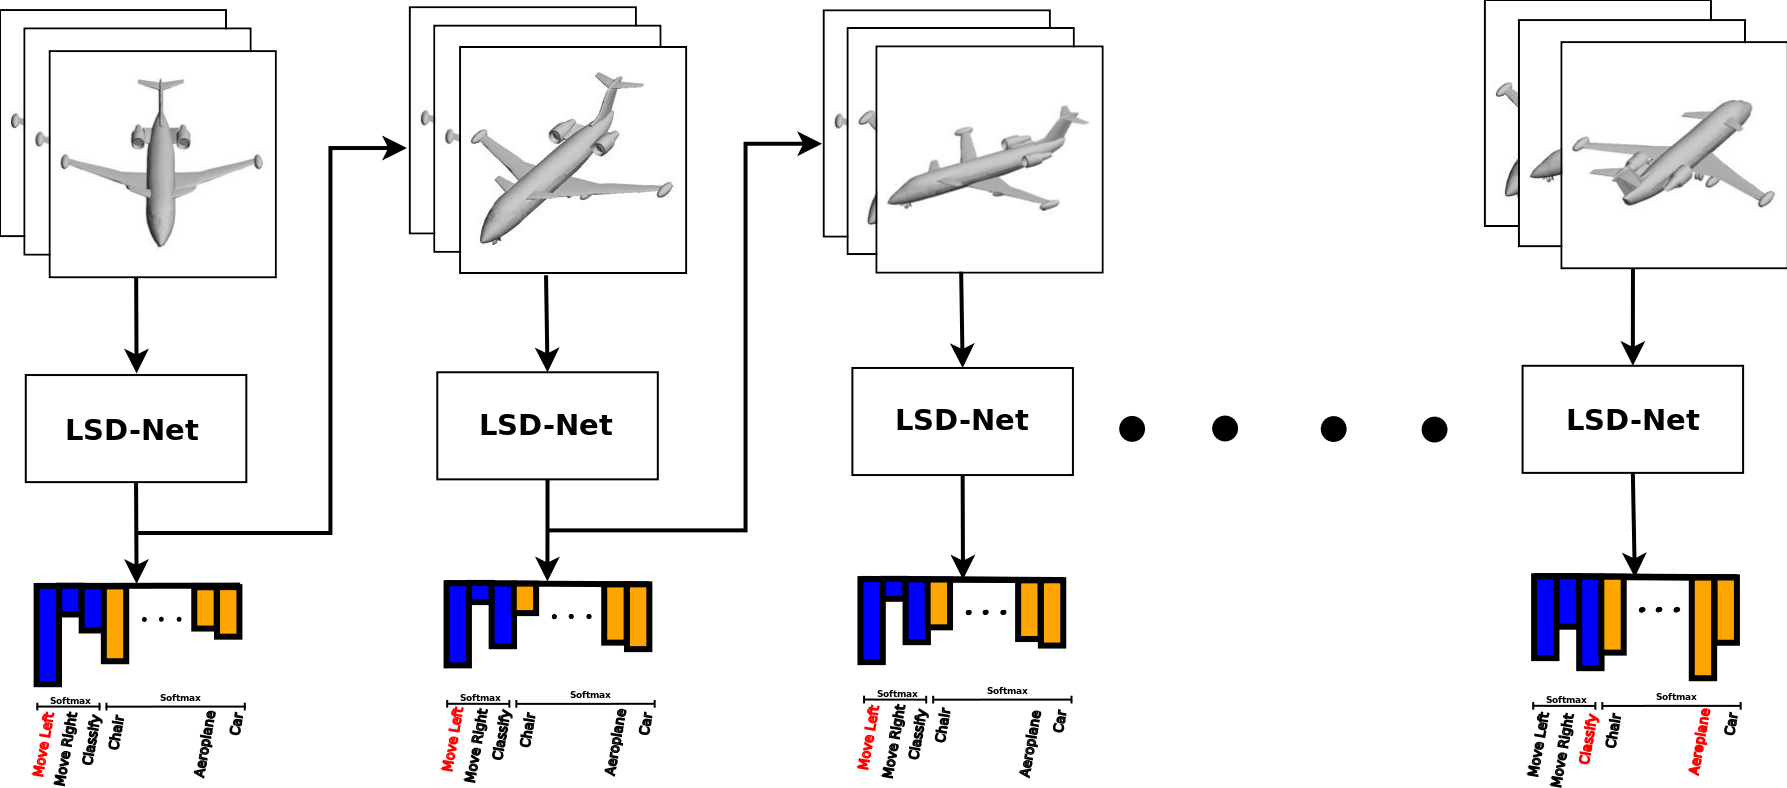 LSD-Net
LSD-Net
LSD-Net
LSD-Net
Softmax
Softmax
Move Left
Move Right
Classify
Chair
Aeroplane
Car
Softmax
Softmax
Move Left
Move Right
Classify
Chair
Aeroplane
Car
Softmax
Softmax
Move Left
Move Right
Classify
Chair
Aeroplane
Car
Softmax
Softmax
Move Left
Move Right
Classify
Chair
Aeroplane
Car